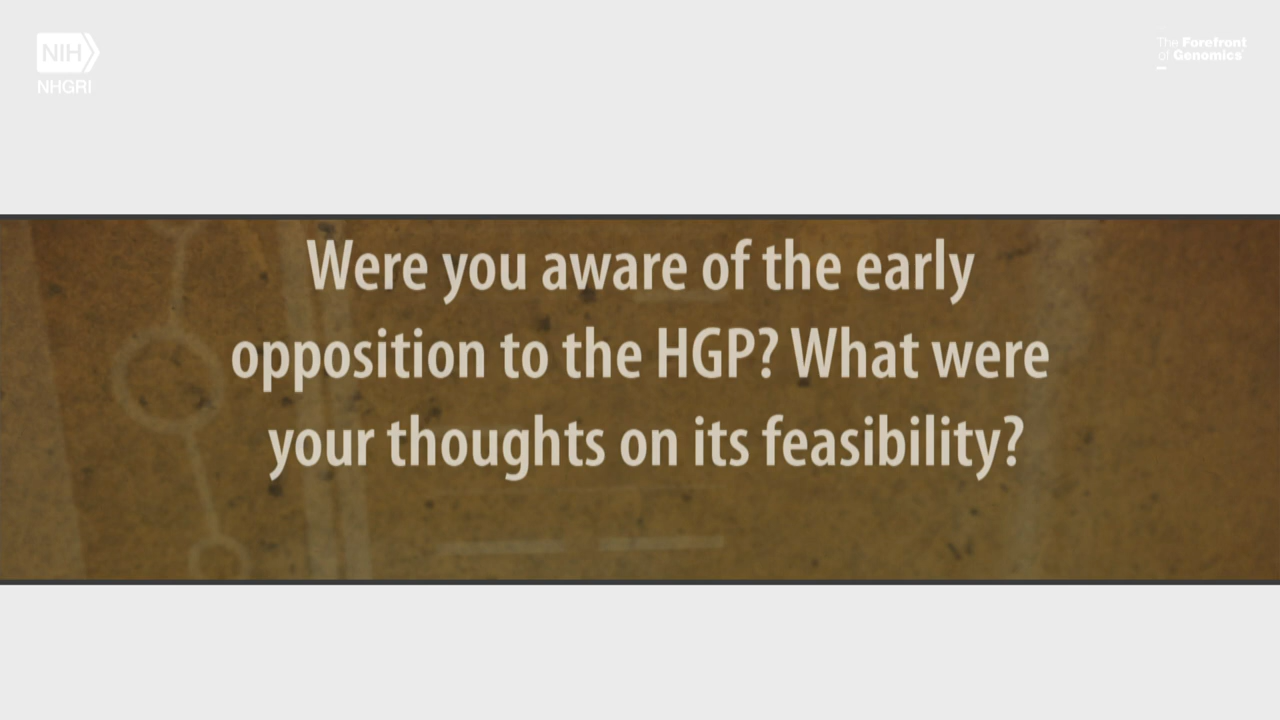 NIH
NHGRI
The Forefront
of Genomics
Were you aware of the early
opposition to the HGP? What were
your thoughts on its feasibility?